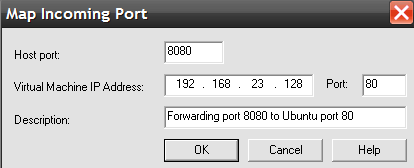 Map Incoming Port
Host port: 8080
Virtual Machine IP Address: 192 . 168 . 23 . 128 Port: 80
Description: Forwarding port 8080 to Ubuntu port 80
OK Cancel Help